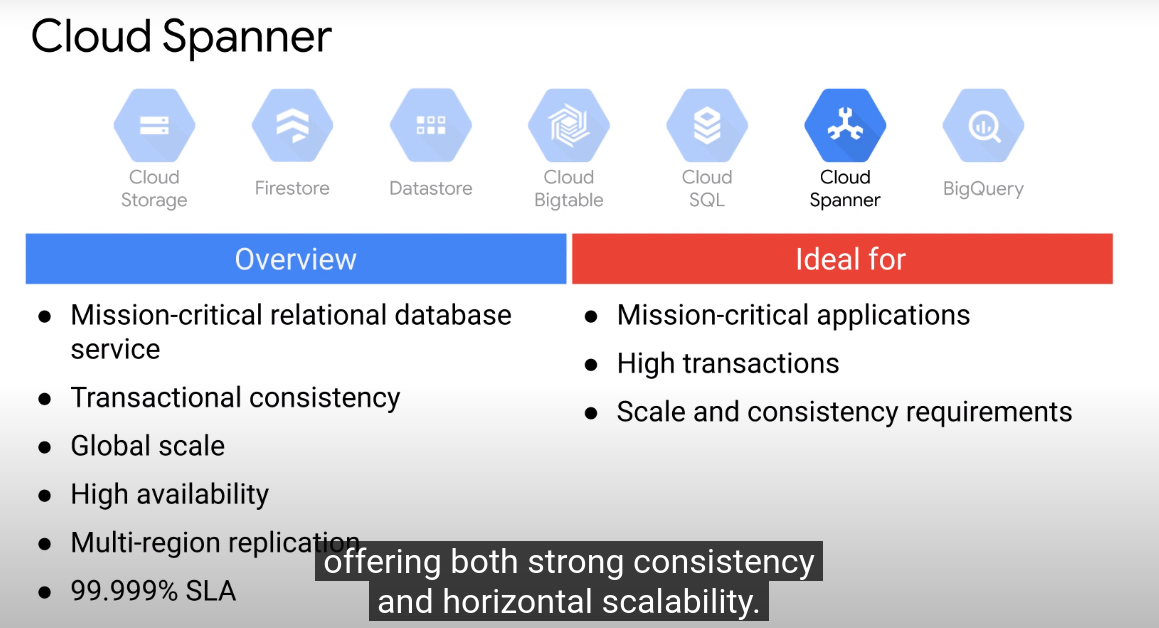 Cloud Spanner
Cloud
Storage
Firestore
Datastore
Cloud
Bigtable
Cloud
SQL
Cloud
Spanner
BigQuery
Overview
● Mission-critical relational database
service
● Transactional consistency
● Global scale
● High availability
● Multi-region replication
● 99.999% SLA
Ideal for
● Mission-critical applications
● High transactions
● Scale and consistency requirements
offering both strong consistency
and horizontal scalability.